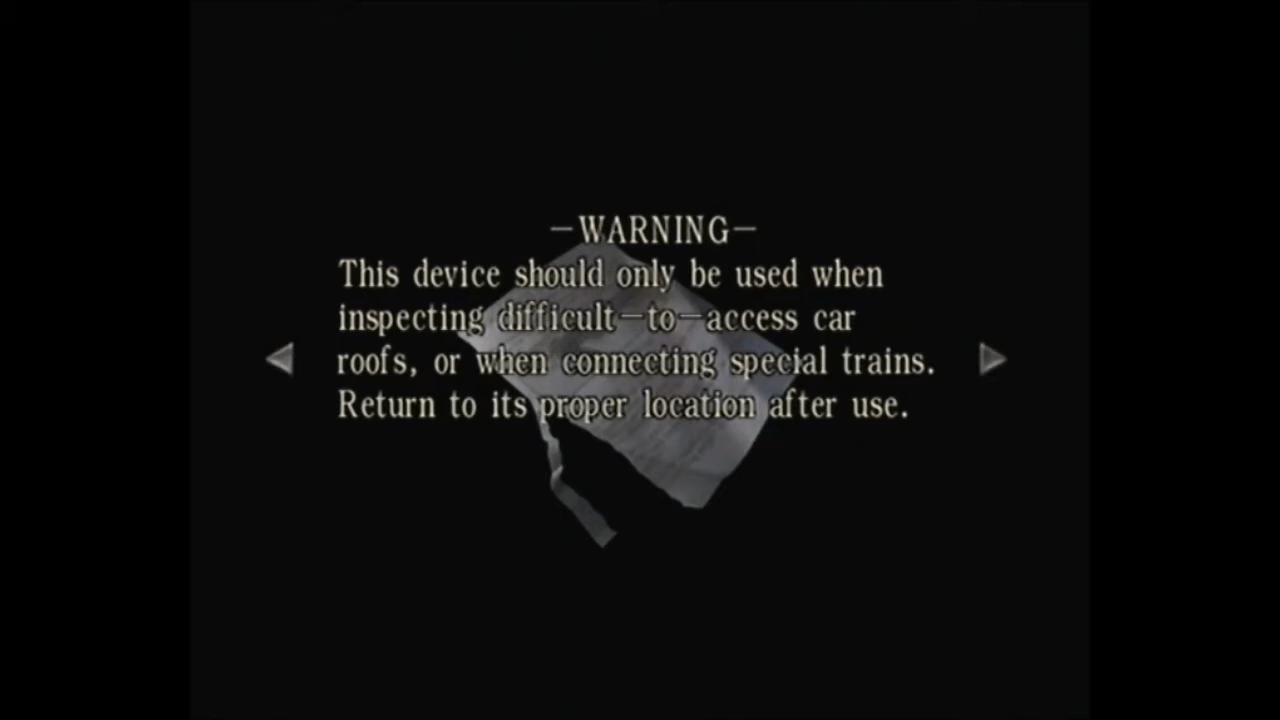 —WARNING—
This device should only be used when
inspecting difficult—to—access car
roofs, or when connecting special trains.
Return to its proper location after use.